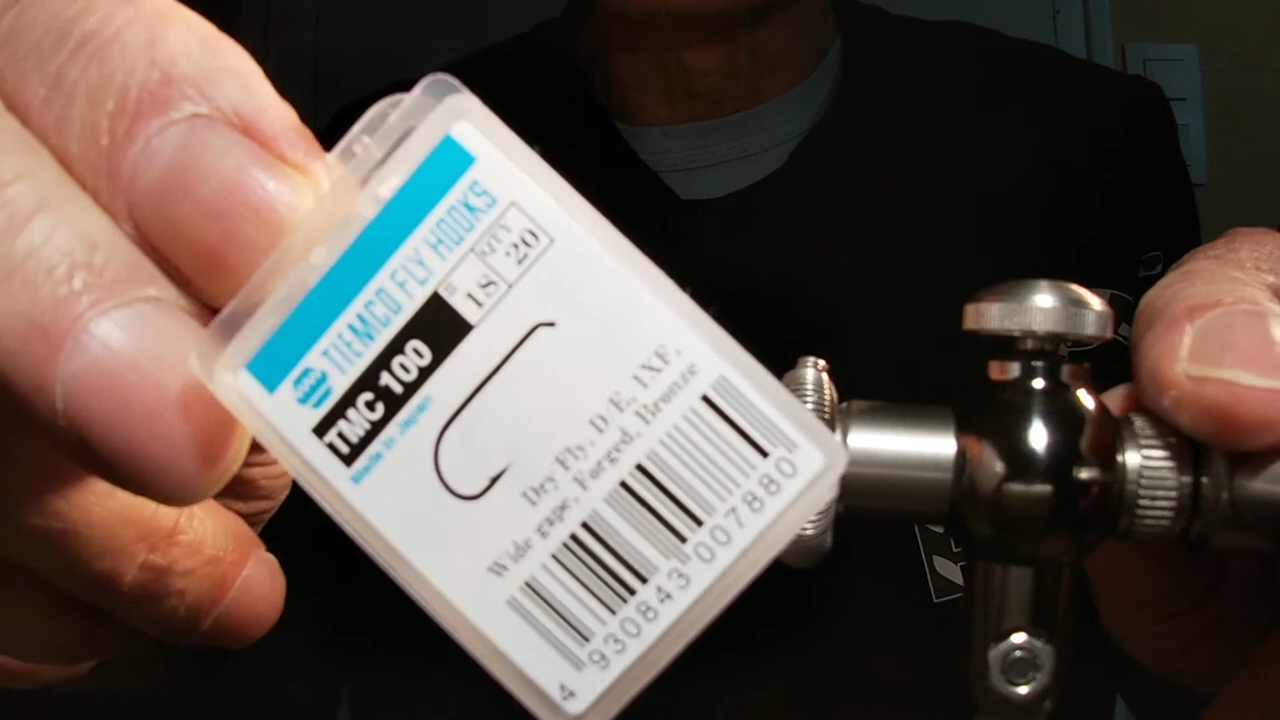 TIEMCO FLY HOOKS
TMC 100
18
QTY
20
Made in Japan
Dry Fly, D/E, 1XF,
Wide gape, Forged, Bronze
4 930843 007880